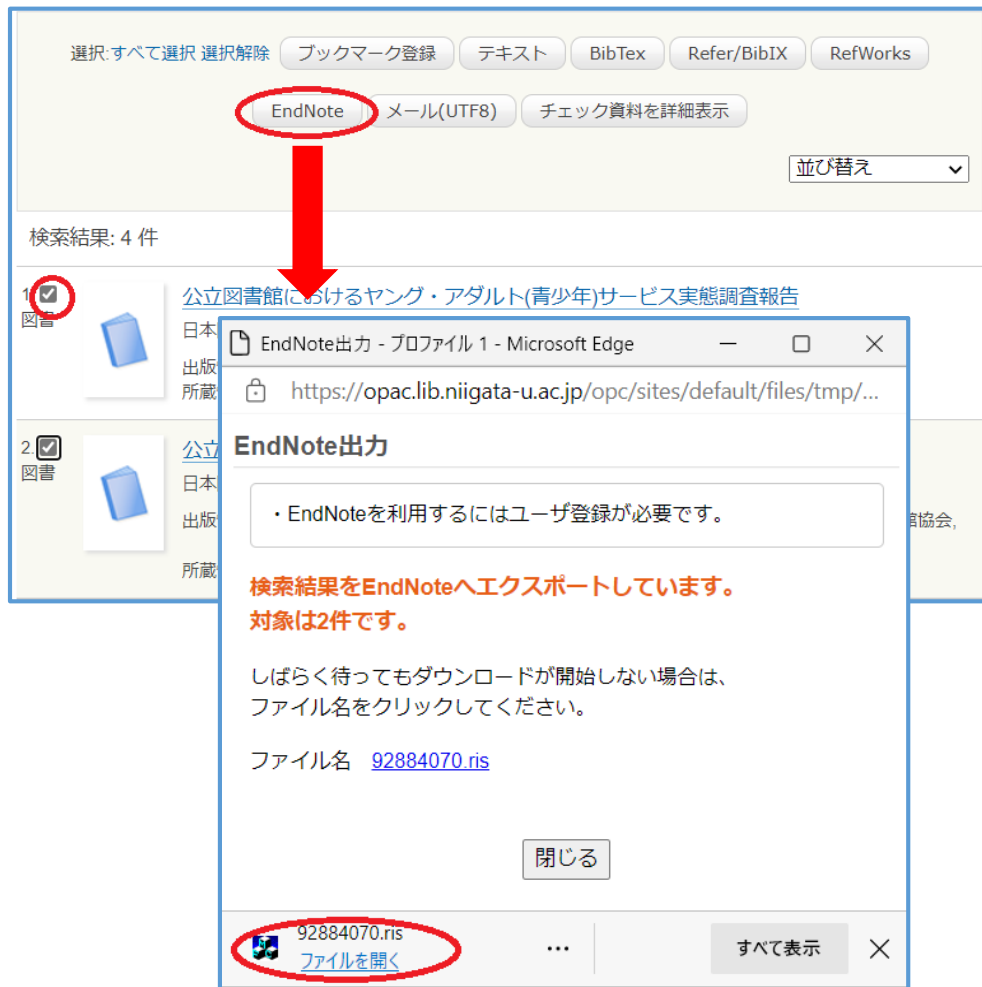 選択:すべて選択 選択解除 ブックマーク登録 テキスト BibTex Refer/BibIX RefWorks
EndNote メール(UTF8) チェック資料を詳細表示
並び替え
検索結果: 4 件
1.
図書
公立図書館におけるヤング・アダルト(青少年)サービス実態調査報告
日本
出版
所蔵
2.
図書
公立
日本
出版
館協会,
所蔵
EndNote出力 - プロファイル 1 - Microsoft Edge
https://opac.lib.niigata-u.ac.jp/opc/sites/default/files/tmp/...
EndNote出力
・EndNoteを利用するにはユーザ登録が必要です。
検索結果をEndNoteへエクスポートしています。
対象は2件です。
しばらく待ってもダウンロードが開始しない場合は、
ファイル名をクリックしてください。
ファイル名 92884070.ris
閉じる
92884070.ris
ファイルを開く
… すべて表示